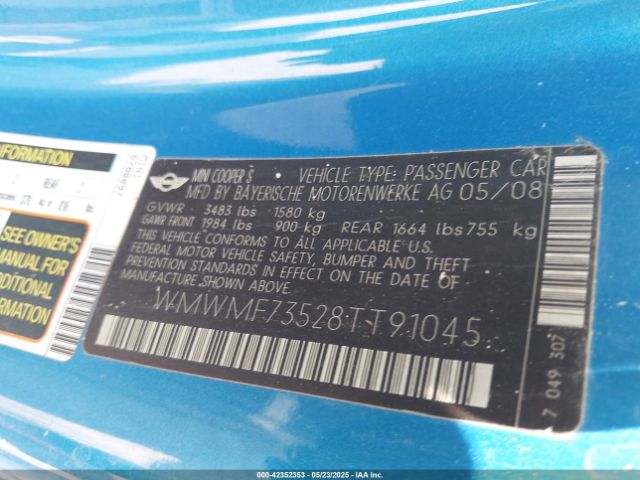 INFORMATION
REAR
SEE OWNER'S
MANUAL FOR
ADDITIONAL
INFORMATION
MINI COOPER S VEHICLE TYPE: PASSENGER CAR
MFD BY BAYERISCHE MOTORENWERKE AG 05/08
GVWR 3483 lbs 1580 kg
GAWR FRONT 1984 lbs 900 kg REAR 1664 lbs 755 kg
THIS VEHICLE CONFORMS TO ALL APPLICABLE U.S.
FEDERAL MOTOR VEHICLE SAFETY, BUMPER AND THEFT
PREVENTION STANDARDS IN EFFECT ON THE DATE OF
MANUFACTURE SHOWN ABOVE.
WMWMF73528TT91045
7 049 307
000-42352353 | 05/23/2025 | IAAI.COM